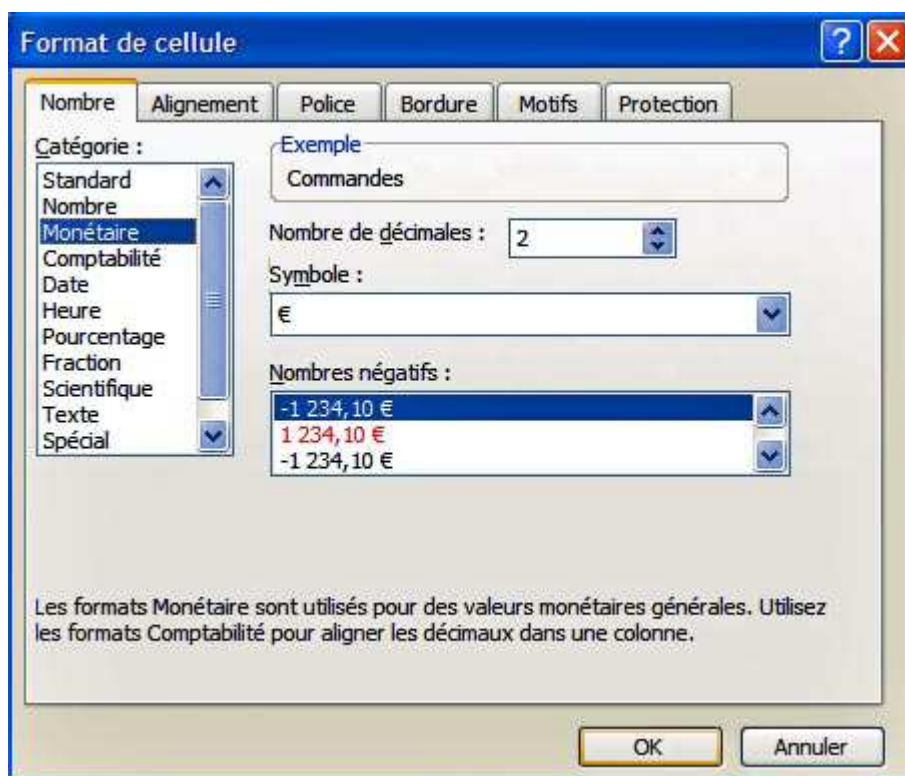 Format de cellule
Nombre Alignement Police Bordure Motifs Protection
Catégorie :
Standard
Nombre
Monétaire
Comptabilité
Date
Heure
Pourcentage
Fraction
Scientifique
Texte
Spécial
Exemple
Commandes
Nombre de décimales : 2
Symbole :
€
Nombres négatifs :
-1 234,10 €
1 234,10 €
-1 234,10 €
Les formats Monétaire sont utilisés pour des valeurs monétaires générales. Utilisez
les formats Comptabilité pour aligner les décimaux dans une colonne.
OK Annuler